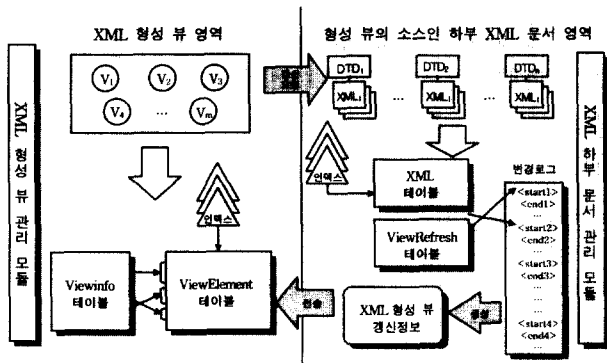 XML 형성 뷰 영역
형성 뷰의 소스인 하부 XML 문서 영역
XML 형성 뷰 관리 모듈
V1 V2 V3
V4 ... Vm
DTD1 DTD2 DTDn
XML1 ... XML1 ... XML1
XML 하부 문서 관리 모듈
인덱스
XML
테이블
ViewRefresh
테이블
변경로그
<start1>
<end1>
...
<start2>
<end2>
...
<start3>
<end3>
...
...
...
<start4>
<end4>
...
인덱스
Viewinfo
테이블
ViewElement
테이블
전송
XML 형성 뷰
갱신정보
생성